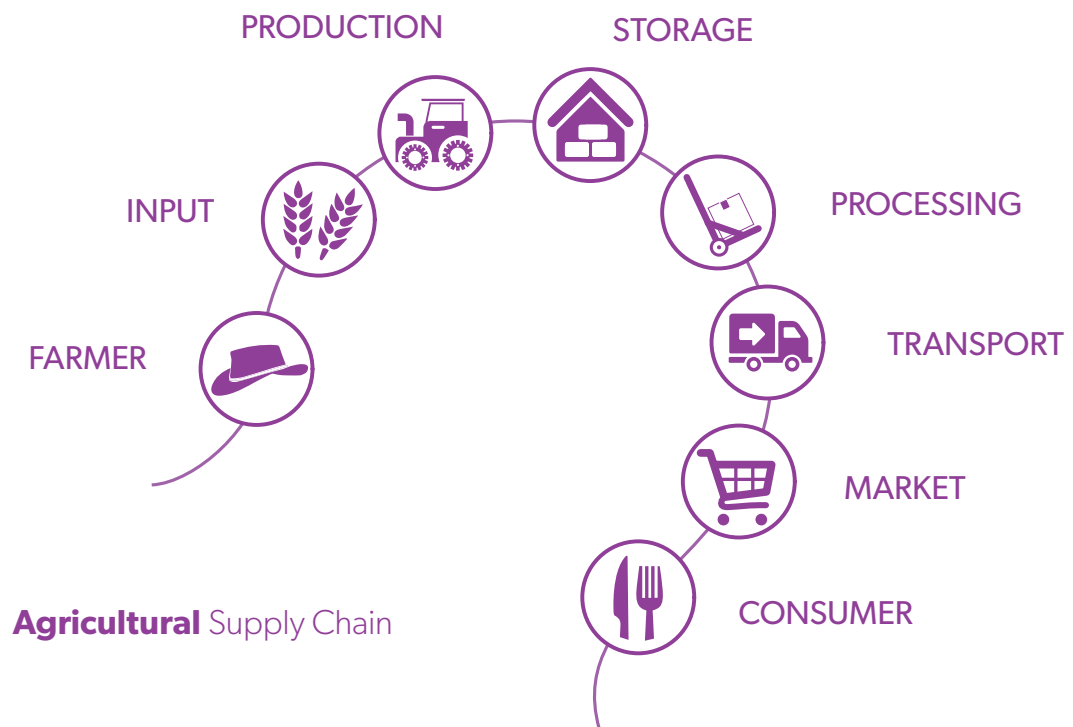 PRODUCTION
STORAGE
INPUT
PROCESSING
FARMER
TRANSPORT
MARKET
CONSUMER
Agricultural Supply Chain